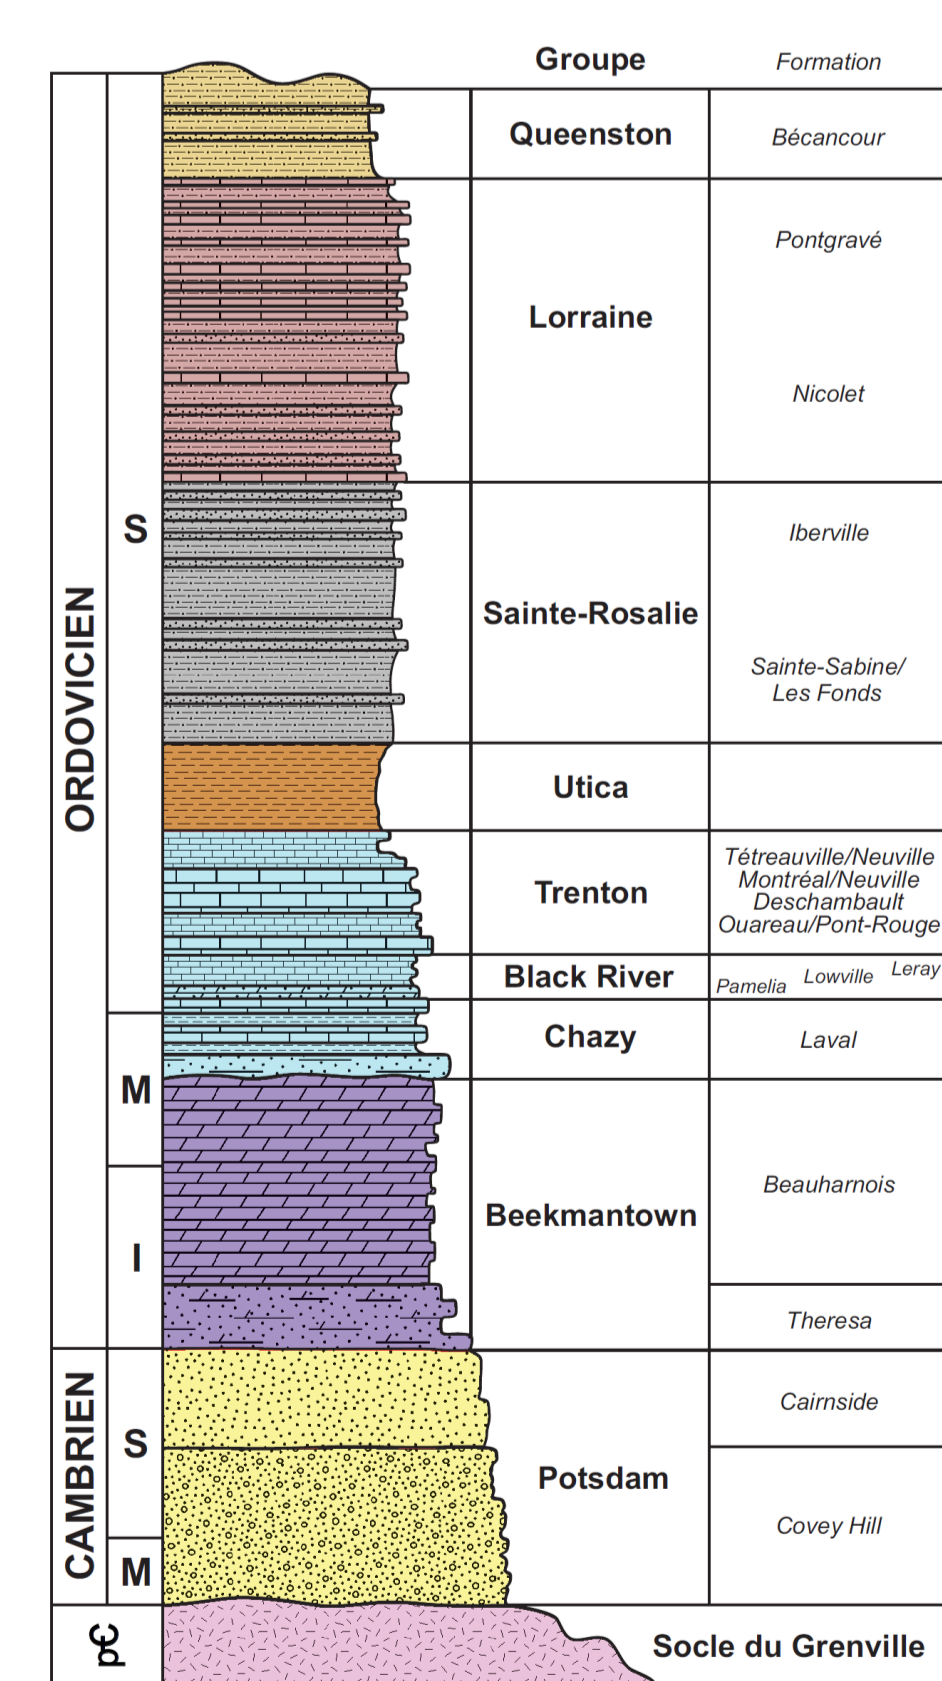 Groupe Formation
Queenston Bécancour
Pontgravé
Lorraine
Nicolet
S
Iberville
ORDOVICIEN
Sainte-Rosalie
Sainte-Sabine/
Les Fonds
Utica
Tétreauville/Neuville
Montréal/Neuville
Trenton
Deschambault
Ouareau/Pont-Rouge
Black River Pamelia Lowville Leray
Chazy Laval
M
Beauharnois
Beekmantown
I
Theresa
CAMBRIEN
Cairnside
S
Potsdam
Covey Hill
M
p€
Socle du Grenville